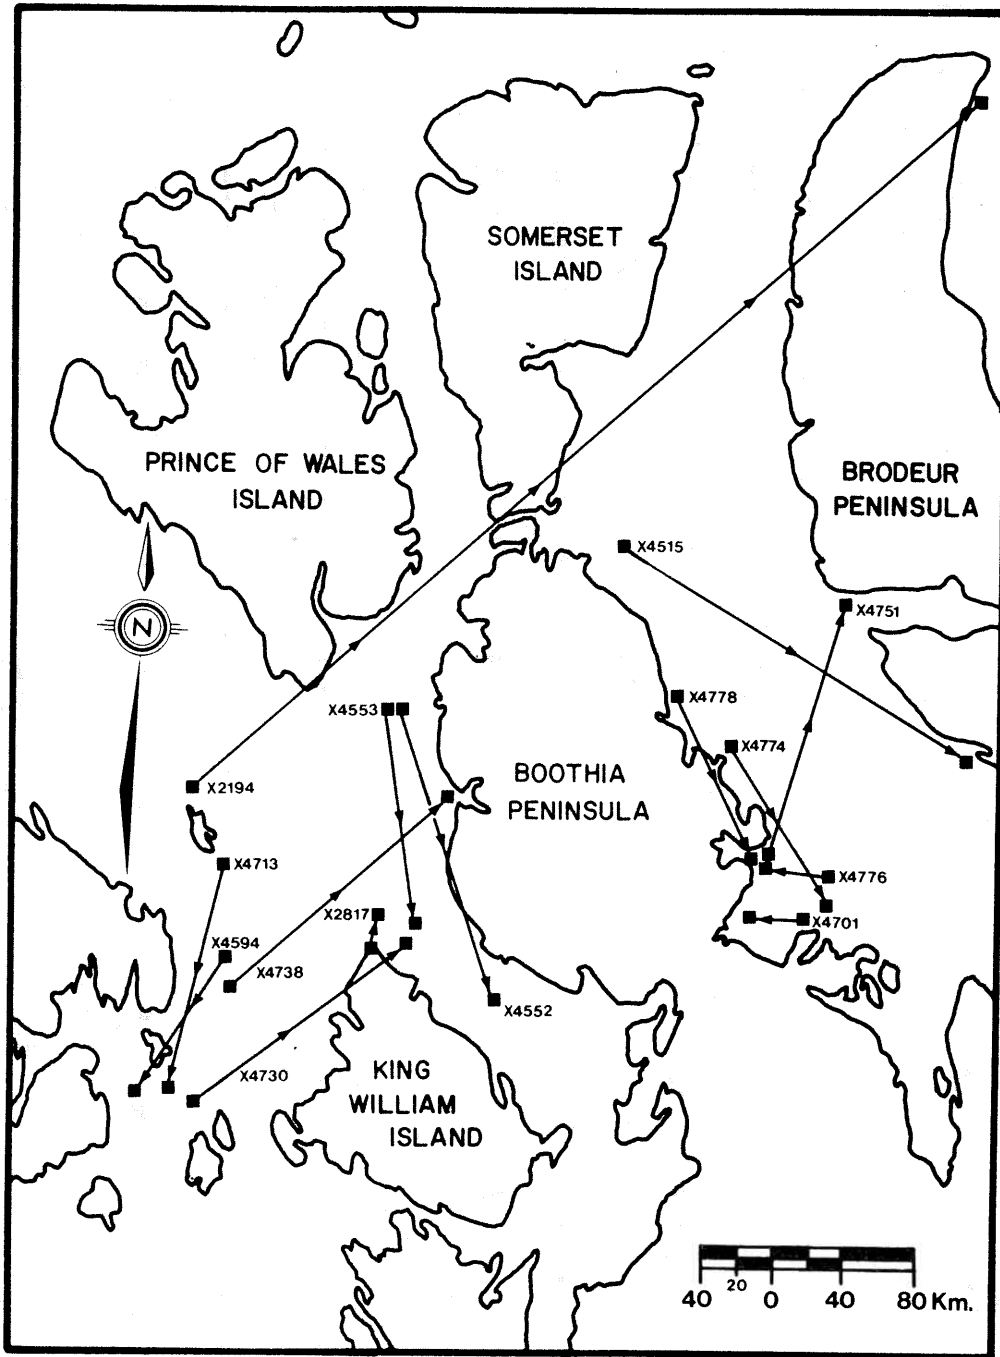 SOMERSET
ISLAND
PRINCE OF WALES
ISLAND
BRODEUR
PENINSULA
X4515
N
X4751
X4778
X4553
X4774
BOOTHIA
PENINSULA
X2194
X4713
X4776
X2817
X4701
X4594
X4738
X4552
X4730
KING
WILLIAM
ISLAND
40 20 0 40 80 Km.